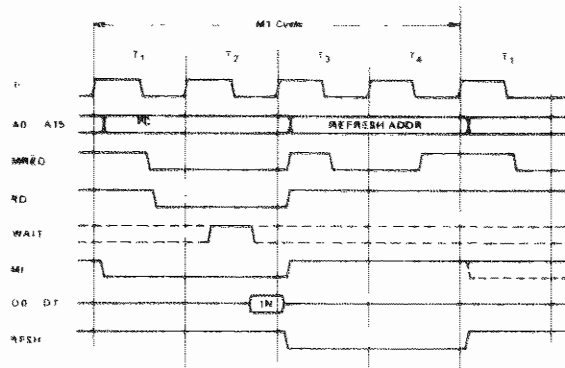 M1 Cycle
T1 T2 T3 T4 T1
A0 A15 PC REFRESH ADDR
MREQ
RD
WAIT
M1
D0 D7 IN
RFSH